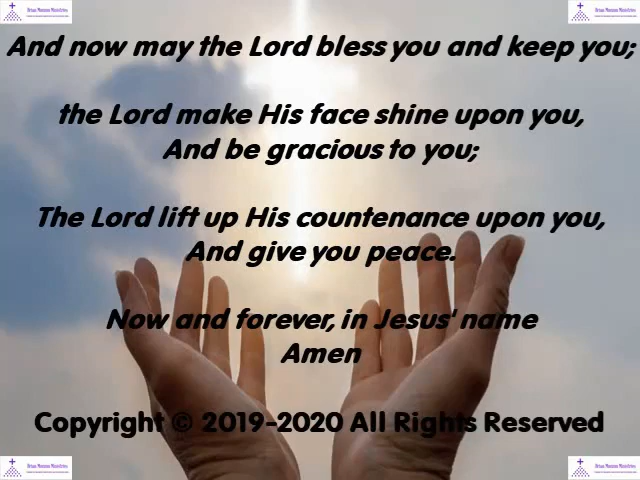 And now may the Lord bless you and keep you;
the Lord make His face shine upon you,
And be gracious to you;
The Lord lift up His countenance upon you,
And give you peace.
Now and forever, in Jesus' name
Amen
Copyright © 2019-2020 All Rights Reserved